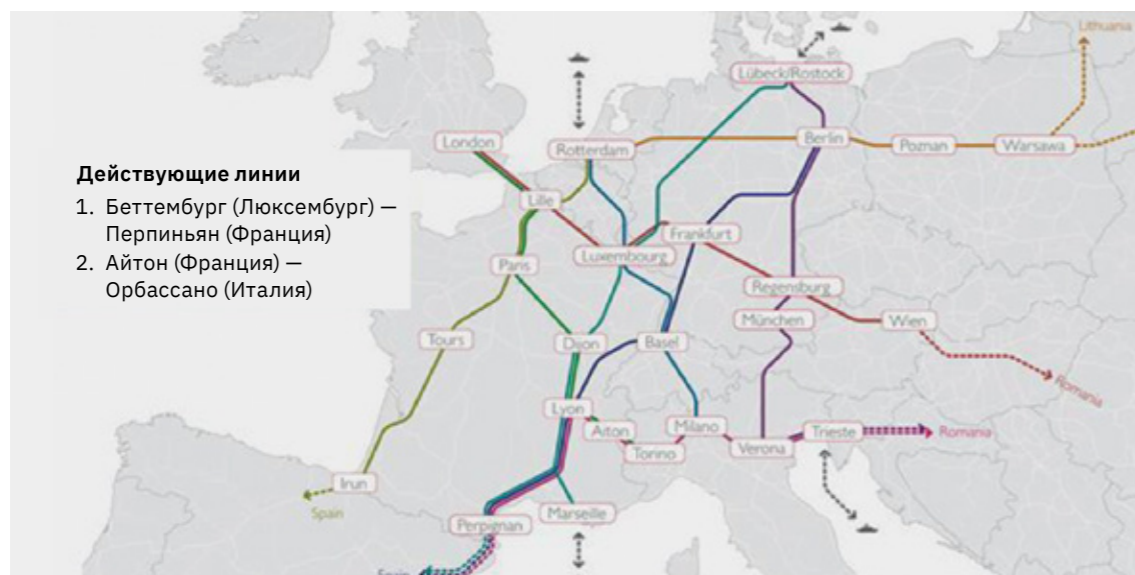 Lithuania
Lübeck/Rostock
London
Rotterdam
Berlin
Poznan
Warsawa
Действующие линии
1. Беттембург (Люксембург) —
Перпиньян (Франция)
2. Айтон (Франция) —
Орбассано (Италия)
Lille
Frankfurt
Luxembourg
Paris
Regensburg
München
Wien
Tours
Dijon
Basel
Romania
Lyon
Aiton
Milano
Trieste
Romania
Torino
Verona
Irun
Spain
Perpignan
Marseille
Spain